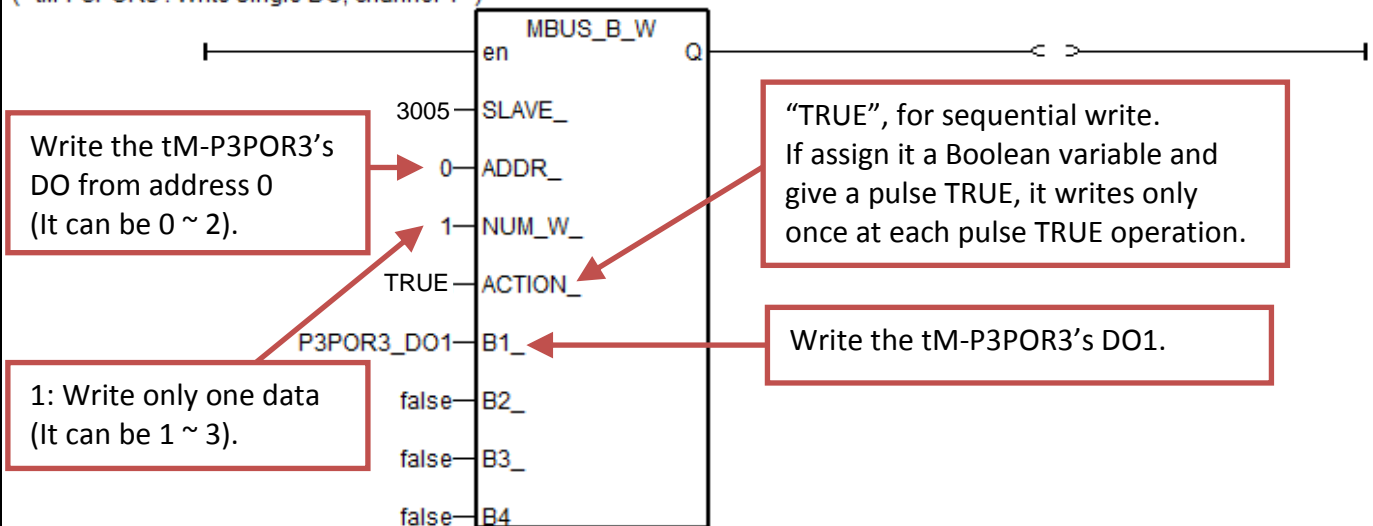 MBUS_B_W
en Q
3005 SLAVE_
Write the tM-P3POR3's
DO from address 0
(It can be 0 ~ 2).
0 ADDR_
1 NUM_W_
TRUE ACTION_
"TRUE", for sequential write.
If assign it a Boolean variable and
give a pulse TRUE, it writes only
once at each pulse TRUE operation.
P3POR3_DO1 B1_
Write the tM-P3POR3's DO1.
1: Write only one data
(It can be 1 ~ 3).
false B2_
false B3_
false B4